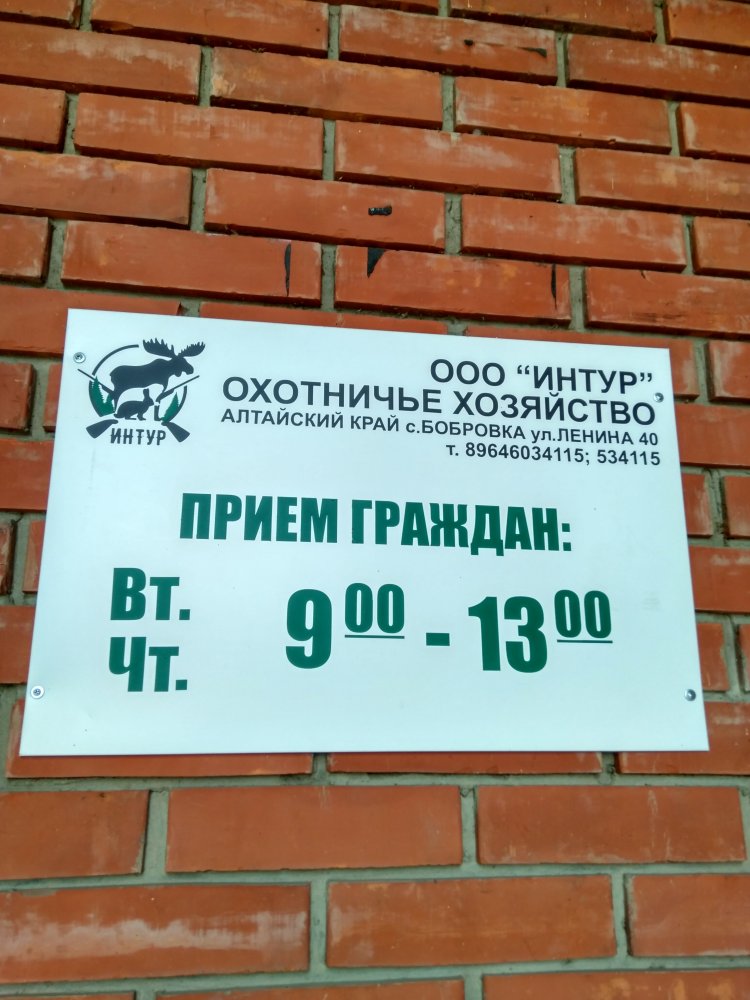 ИНТУР
ООО “ИНТУР”
ОХОТНИЧЬЕ ХОЗЯЙСТВО
АЛТАЙСКИЙ КРАЙ с.БОБРОВКА ул.ЛЕНИНА 40
т. 89646034115; 534115
ПРИЕМ ГРАЖДАН:
Вт.
Чт.
9 00 - 13 00